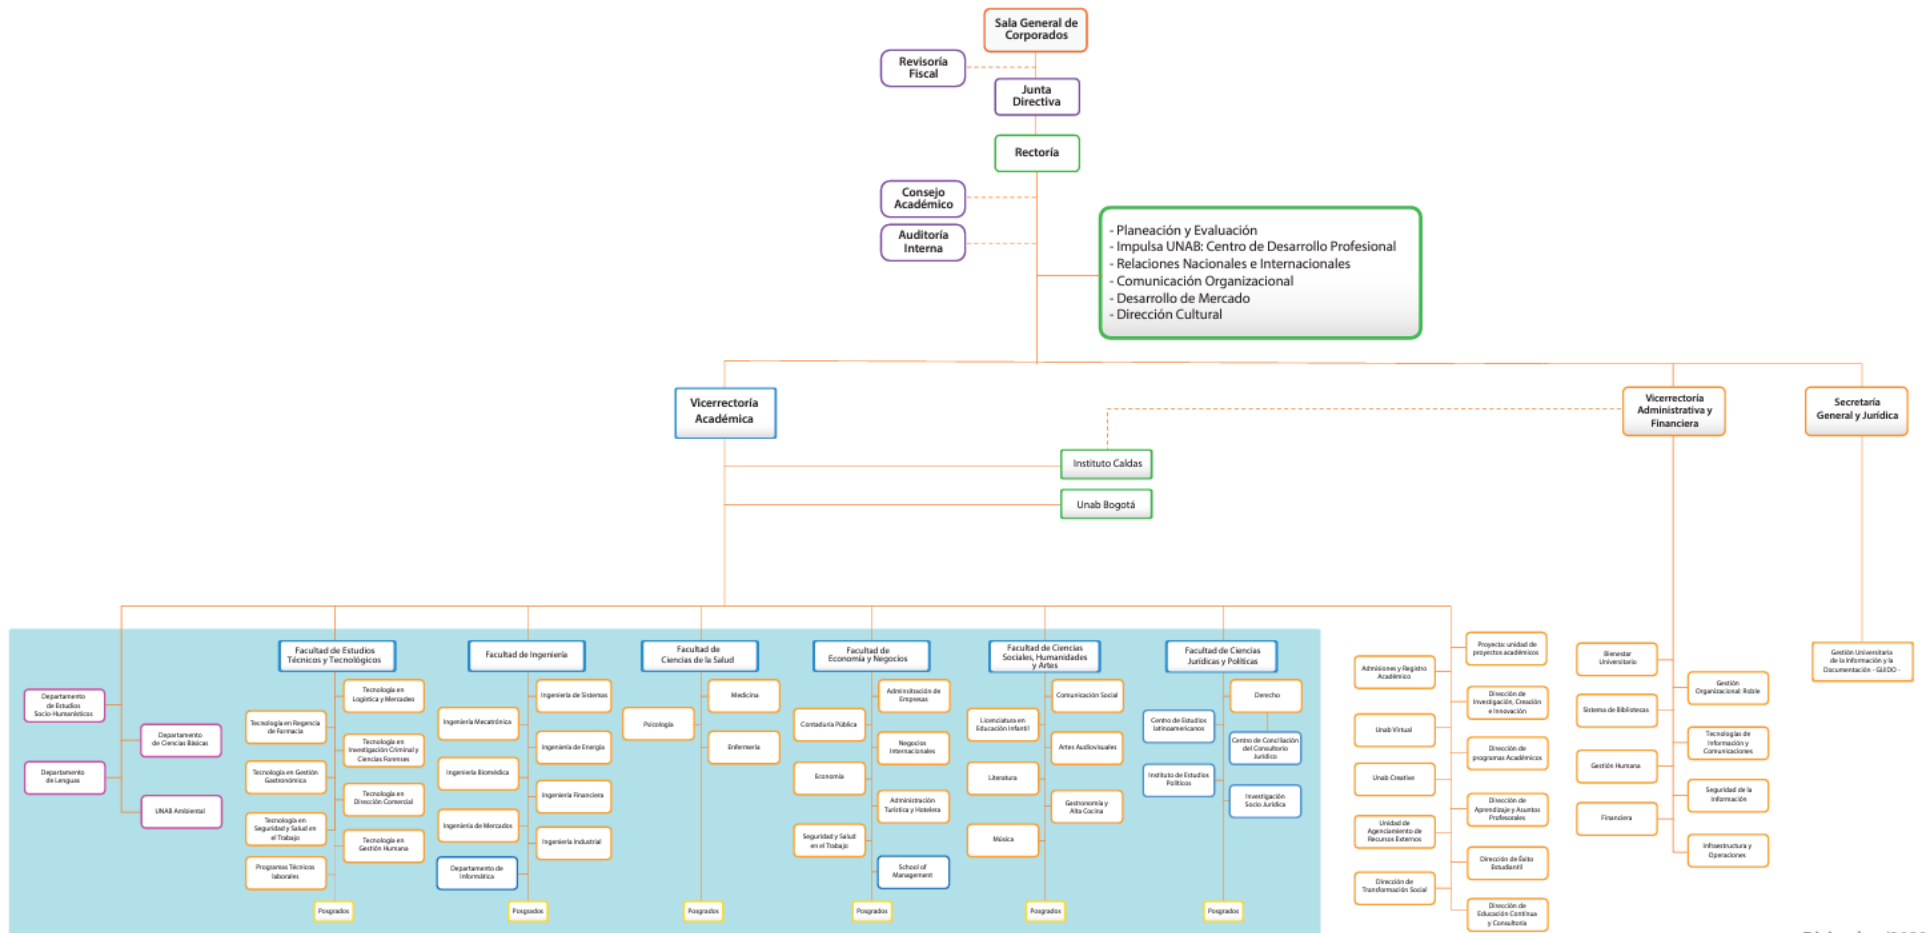 Sala General de
Corporados
Revisoría
Fiscal
Junta
Directiva
Rectoría
Consejo
Académico
Auditoría
Interna
- Planeación y Evaluación
- Impulsa UNAB: Centro de Desarrollo Profesional
- Relaciones Nacionales e Internacionales
- Comunicación Organizacional
- Desarrollo de Mercado
- Dirección Cultural
Vicerrectoría
Académica
Vicerrectoría
Administrativa y
Financiera
Secretaría
General y Jurídica
Instituto Caldas
Unab Bogotá
Departamento
de Estudios
Socio-Humanísticos
Departamento
de Ciencias Básicas
Departamento
de Lenguas
UNAB Ambiental
Facultad de Estudios
Técnicos y Tecnológicos
Tecnología en
Logística y Mercadeo
Tecnología en Regencia
de Farmacia
Tecnología en
Investigación Criminal y
Ciencias Forenses
Tecnología en Gestión
Gastronómica
Tecnología en
Dirección Comercial
Tecnología en
Seguridad y Salud en
el Trabajo
Tecnología en
Gestión Humana
Programas Técnicos
laborales
Posgrados
Facultad de Ingeniería
Ingeniería de Sistemas
Ingeniería Mecatrónica
Ingeniería de Energía
Ingeniería Biomédica
Ingeniería Financiera
Ingeniería de Mercados
Ingeniería Industrial
Departamento de
Informática
Posgrados
Facultad de
Ciencias de la Salud
Medicina
Psicología
Enfermería
Posgrados
Facultad de
Economía y Negocios
Adminsitración de
Empresas
Contaduría Pública
Negocios
Internacionales
Economía
Administración
Turística y Hotelera
Seguridad y Salud
en el Trabajo
School of
Management
Posgrados
Facultad de Ciencias
Sociales, Humanidades
y Artes
Comunicación Social
Licenciatura en
Educación Infantil
Artes Audiovisuales
Literatura
Gastronomía y
Alta Cocina
Música
Posgrados
Facultad de Ciencias
Jurídicas y Políticas
Derecho
Centro de Estudios
latinoamericanos
Centro de Conciliación
del Consultorio
Jurídico
Instituto de Estudios
Políticos
Investigación
Socio Jurídica
Posgrados
Proyecta: unidad de
proyectos académicos
Admisiones y Registro
Académico
Dirección de
Investigación, Creación
e Innovación
Unab Virtual
Dirección de
programas Académicos
Unab Creative
Dirección de
Aprendizaje y Asuntos
Profesorales
Unidad de
Agenciamiento de
Recursos Externos
Dirección de Éxito
Estudiantil
Dirección de
Transformación Social
Dirección de
Educación Contínua
y Consultoría
Bienestar
Universitario
Gestión
Organizacional: Roble
Sistema de Bibliotecas
Tecnologías de
Información y
Comunicaciones
Gestión Humana
Seguridad de la
Información
Financiera
Infraestructura y
Operaciones
Gestión Universitaria
de la Información y la
Documentación - GUIDO -